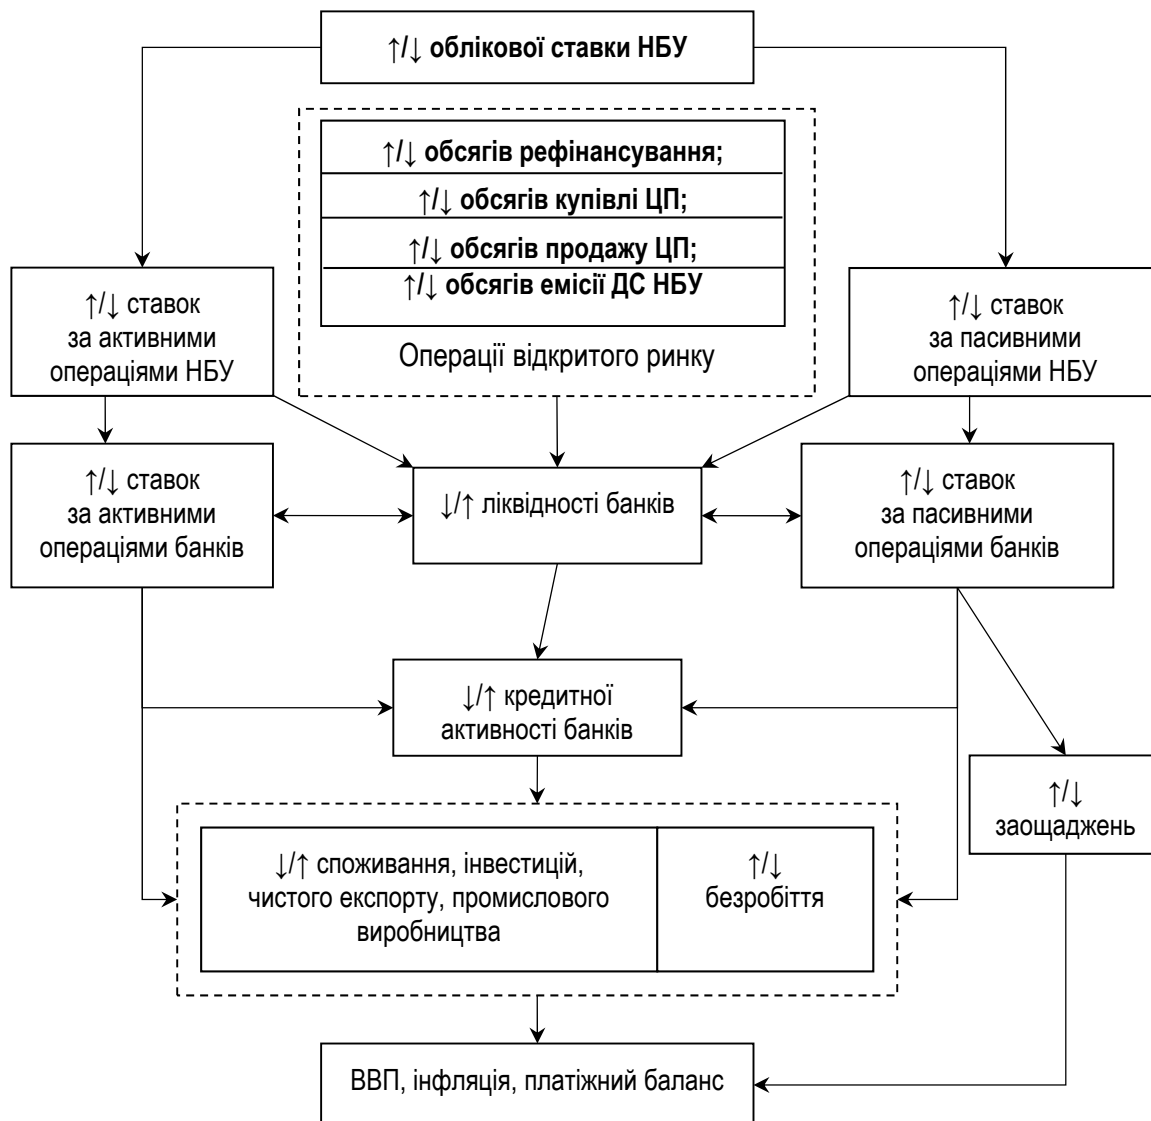 ↑/↓ облікової ставки НБУ
↑/↓ обсягів рефінансування;
↑/↓ обсягів купівлі ЦП;
↑/↓ обсягів продажу ЦП;
↑/↓ обсягів емісії ДС НБУ
Операції відкритого ринку
↑/↓ ставок
за активними
операціями НБУ
↑/↓ ставок
за пасивними
операціями НБУ
↑/↓ ставок
за активними
операціями банків
↓/↑ ліквідності банків
↑/↓ ставок
за пасивними
операціями банків
↓/↑ кредитної
активності банків
↑/↓
заощаджень
↓/↑ споживання, інвестицій,
чистого експорту, промислового
виробництва
↑/↓
безробіття
ВВП, інфляція, платіжний баланс